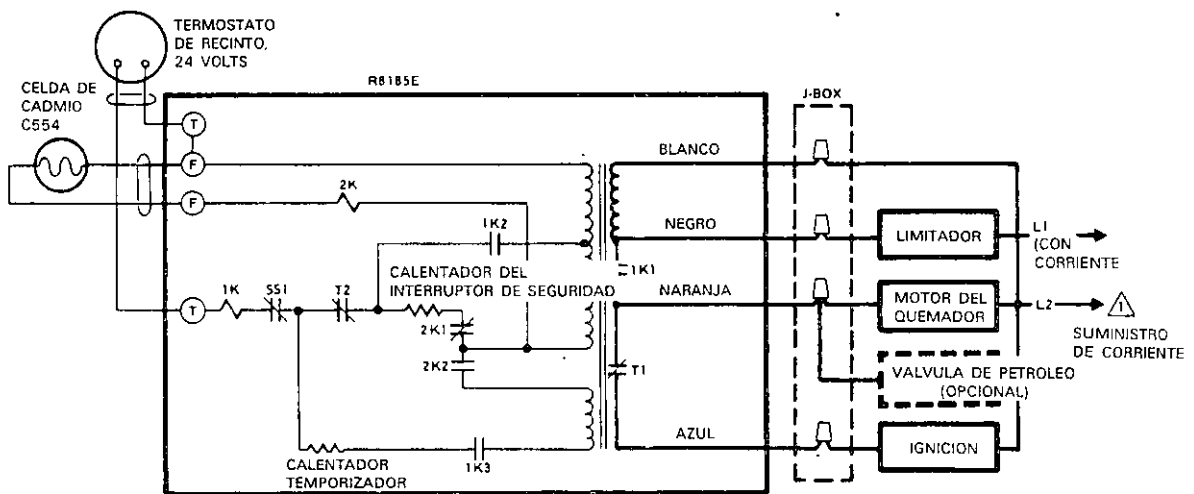 TERMOSTATO
DE RECINTO,
24 VOLTS
CELDA DE
CADMIO
C554
R8185E
J-BOX
T
F
F
T
2K
1K2
1K
SS1
T2
CALENTADOR DEL
INTERRUPTOR DE SEGURIDAD
2K1
2K2
CALENTADOR
TEMPORIZADOR
1K3
BLANCO
NEGRO
1K1
NARANJA
T1
AZUL
LIMITADOR
L1
(CON
CORRIENTE
MOTOR DEL
QUEMADOR
L2
1
SUMINISTRO
DE CORRIENTE
VALVULA DE PETROLEO
(OPCIONAL)
IGNICION